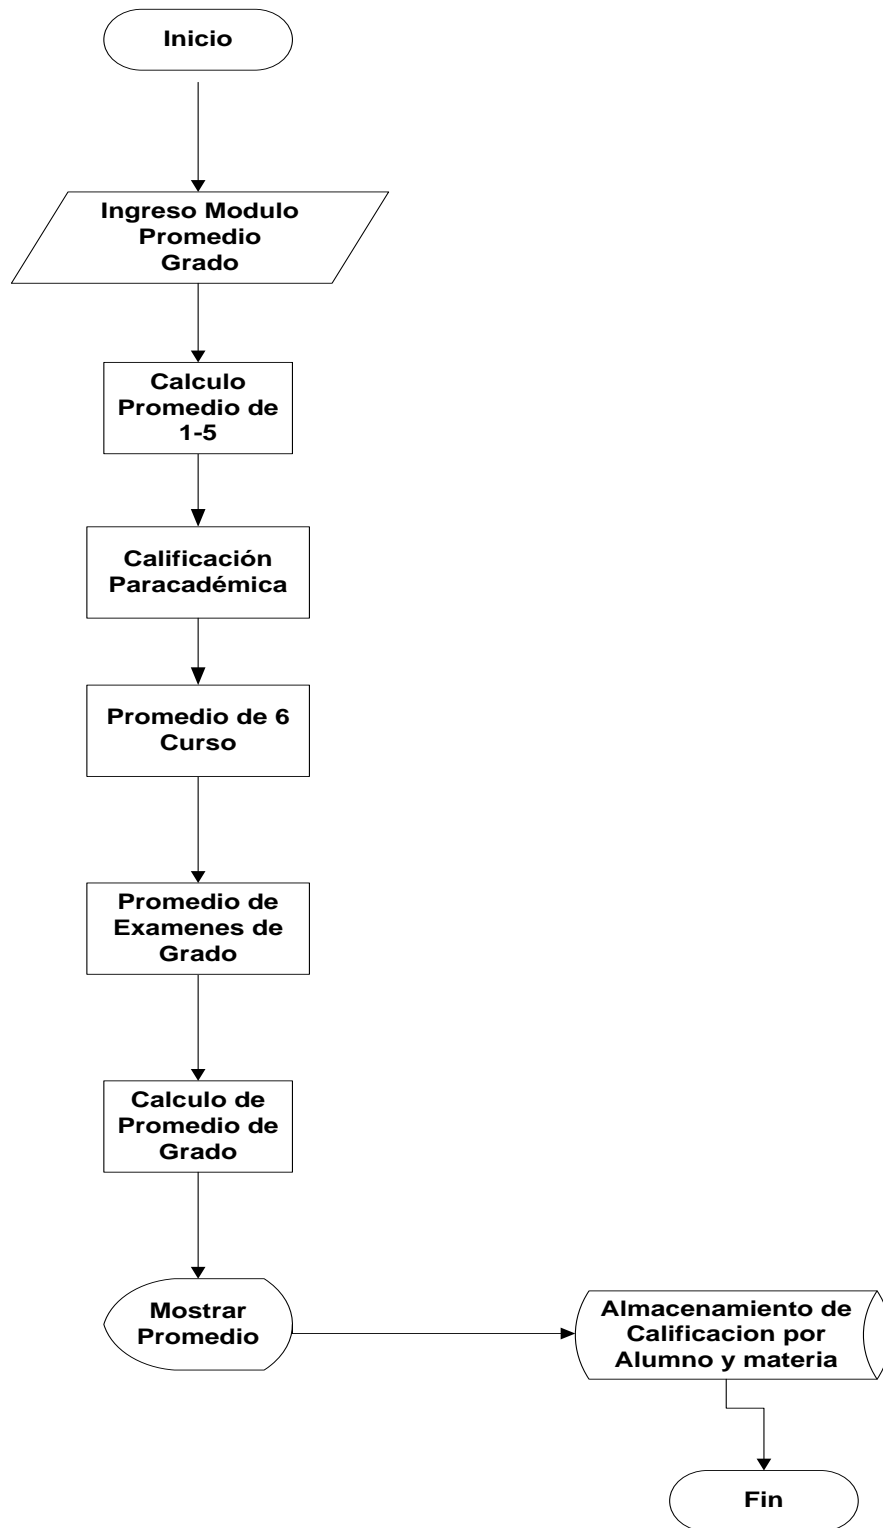 Inicio
Ingreso Modulo
Promedio
Grado
Calculo
Promedio de
1-5
Calificación
Paracadémica
Promedio de 6
Curso
Promedio de
Examenes de
Grado
Calculo de
Promedio de
Grado
Mostrar
Promedio
Almacenamiento de
Calificacion por
Alumno y materia
Fin